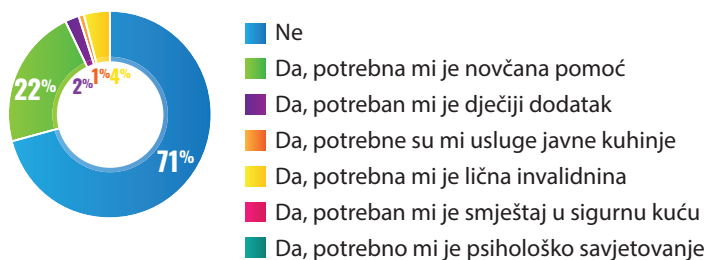 22%
2%
1%
4%
71%
Ne
Da, potrebna mi je novčana pomoć
Da, potreban mi je dječiji dodatak
Da, potrebne su mi usluge javne kuhinje
Da, potrebna mi je lična invalidnina
Da, potreban mi je smještaj u sigurnu kuću
Da, potrebno mi je psihološko savjetovanje